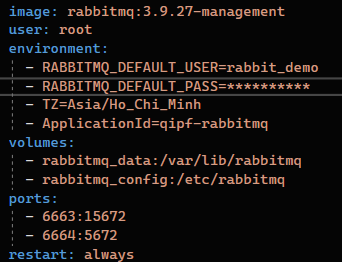 image: rabbitmq:3.9.27-management
user: root
environment:
- RABBITMQ_DEFAULT_USER=rabbit_demo
- RABBITMQ_DEFAULT_PASS=**********
- TZ=Asia/Ho_Chi_Minh
- ApplicationId=qipf-rabbitmq
volumes:
- rabbitmq_data:/var/lib/rabbitmq
- rabbitmq_config:/etc/rabbitmq
ports:
- 6663:15672
- 6664:5672
restart: always